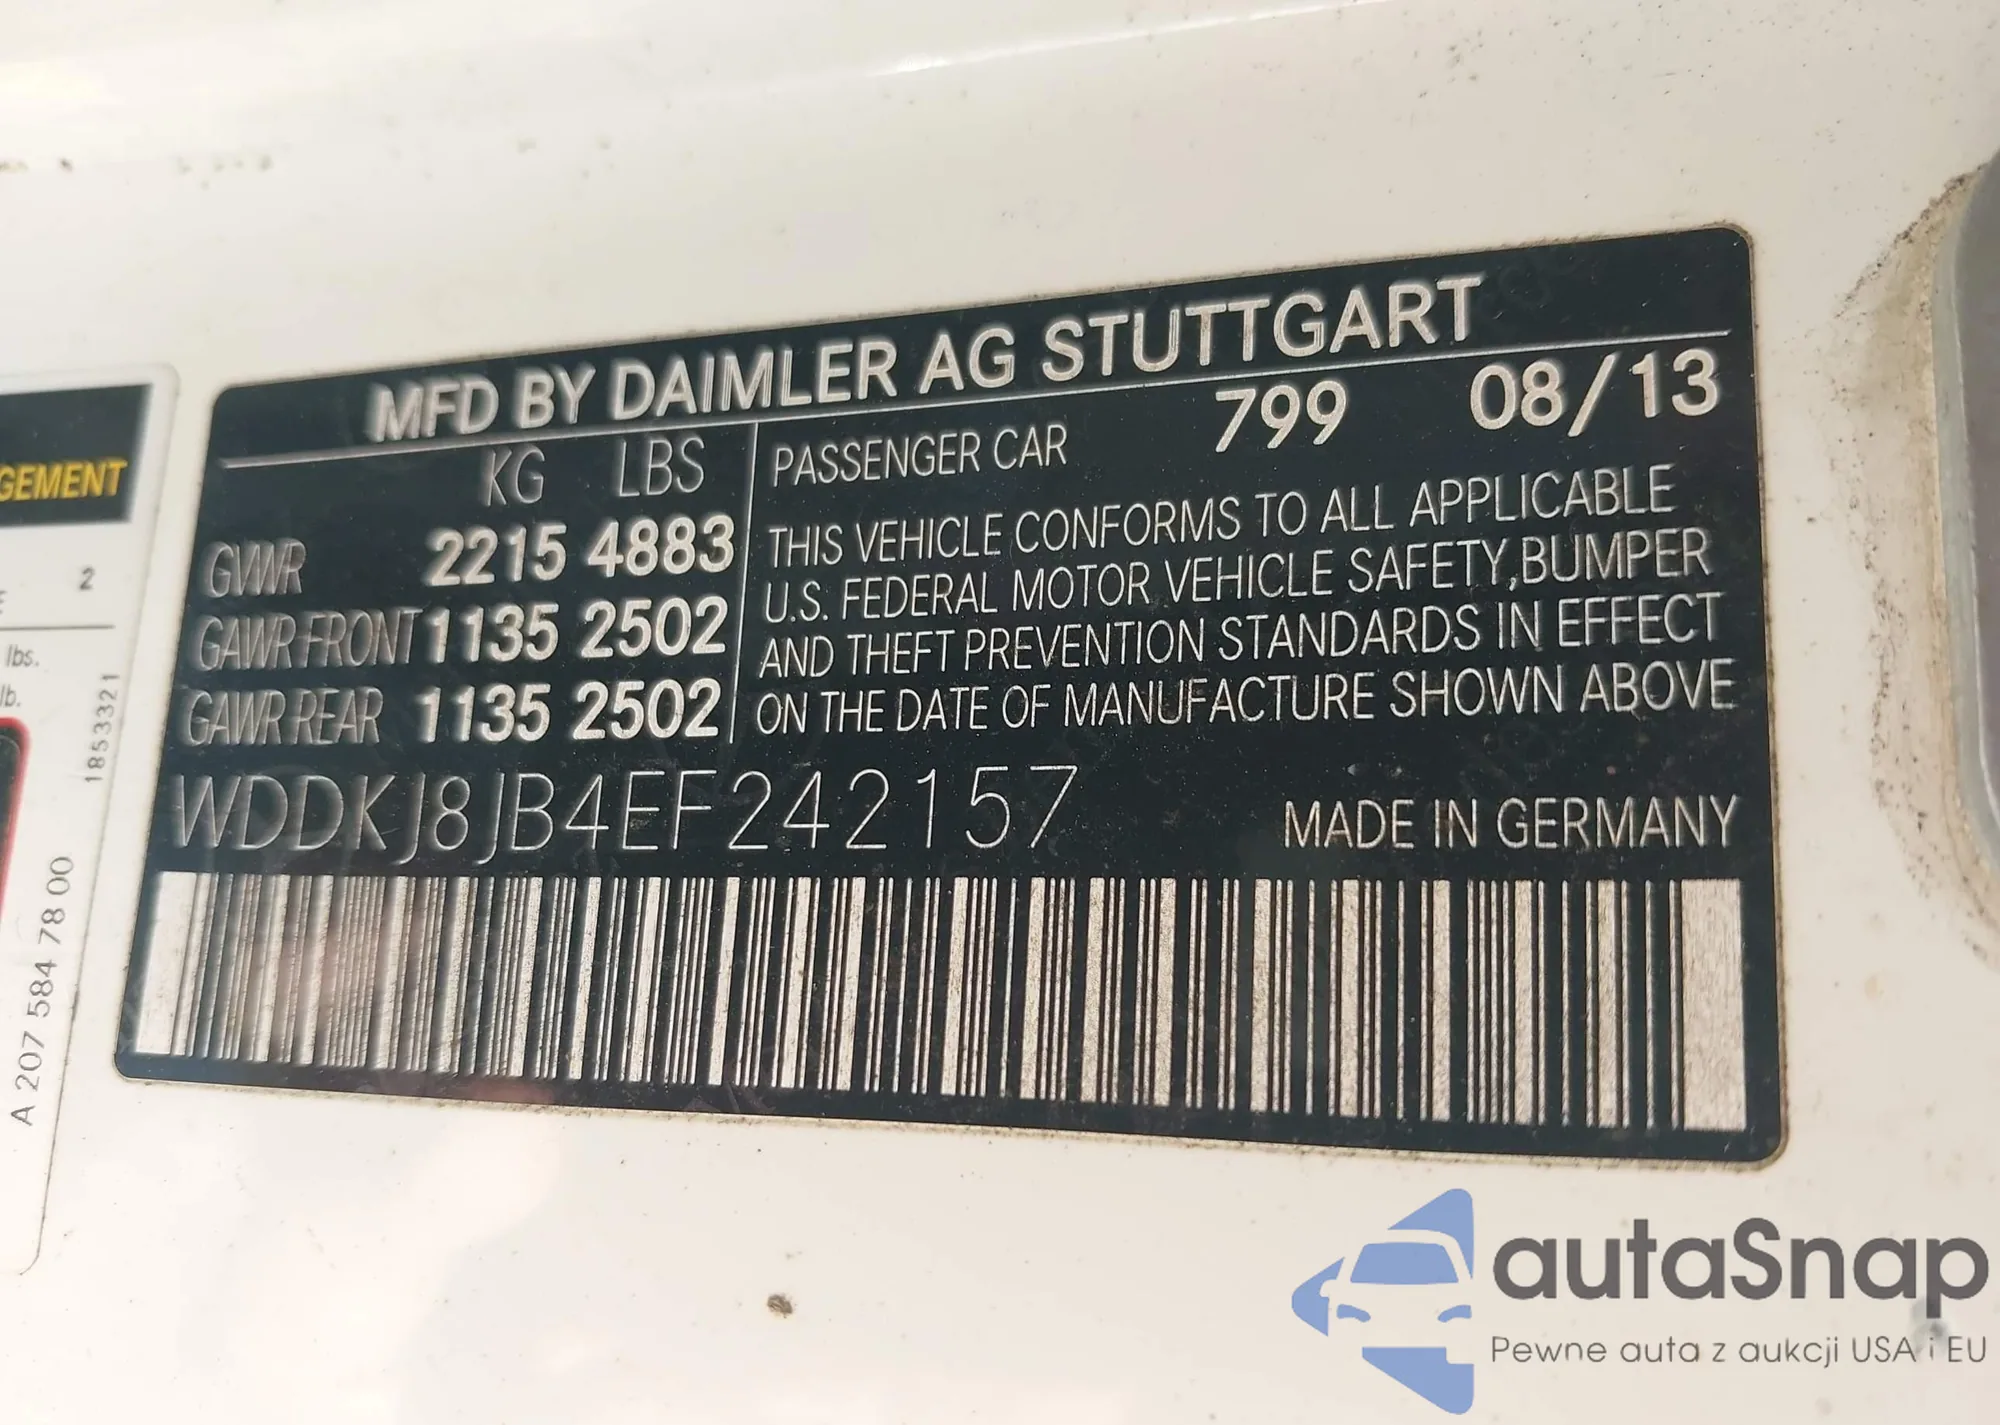 GEMENT
2
lbs.
lb.
1853321
A 207 584 78 00
MFD BY DAIMLER AG STUTTGART
KG LBS
GVWR 2215 4883
GAWR FRONT 1135 2502
GAWR REAR 1135 2502
PASSENGER CAR 799 08/13
THIS VEHICLE CONFORMS TO ALL APPLICABLE
U.S. FEDERAL MOTOR VEHICLE SAFETY,BUMPER
AND THEFT PREVENTION STANDARDS IN EFFECT
ON THE DATE OF MANUFACTURE SHOWN ABOVE
WDDKJ8JB4EF242157
MADE IN GERMANY
autaSnap
Pewne auta z aukcji USA i EU